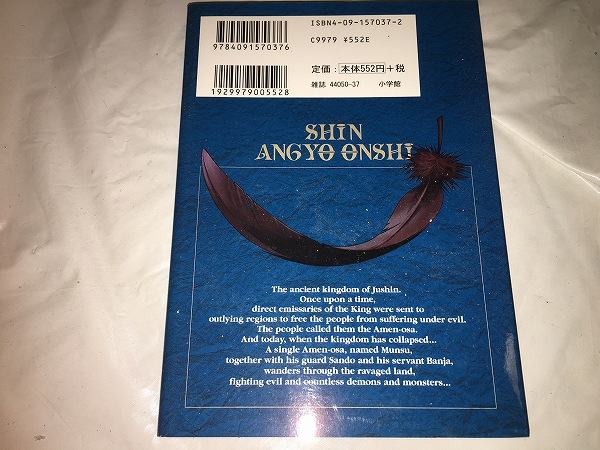 ISBN4-09-157037-2
C9979 ¥552E
9784091570376
1929979005528
定価：本体552円+税
雑誌 44050-37 小学館
SHIN
ANGYO ONSHI
The ancient kingdom of Jushin.
Once upon a time,
direct emissaries of the King were sent to
outlying regions to free the people from suffering under evil.
The people called them the Amen-osa.
And today, when the kingdom has collapsed...
A single Amen-osa, named Munsu,
together with his guard Sando and his servant Banja,
wanders through the ravaged land,
fighting evil and countless demons and monsters...